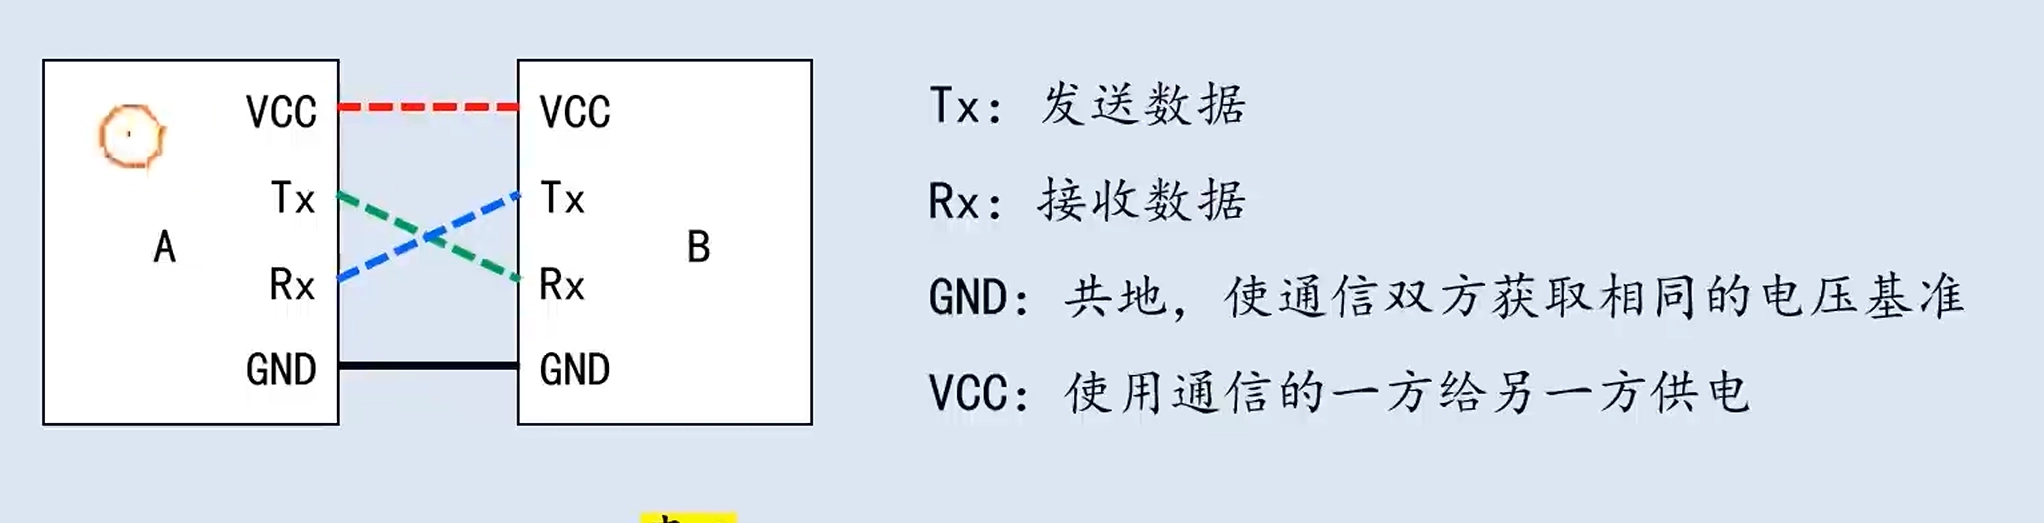 VCC VCC
Tx Tx
A B
Rx Rx
GND GND
Tx：发送数据
Rx：接收数据
GND：共地，使通信双方获取相同的电压基准
VCC：使用通信的一方给另一方供电